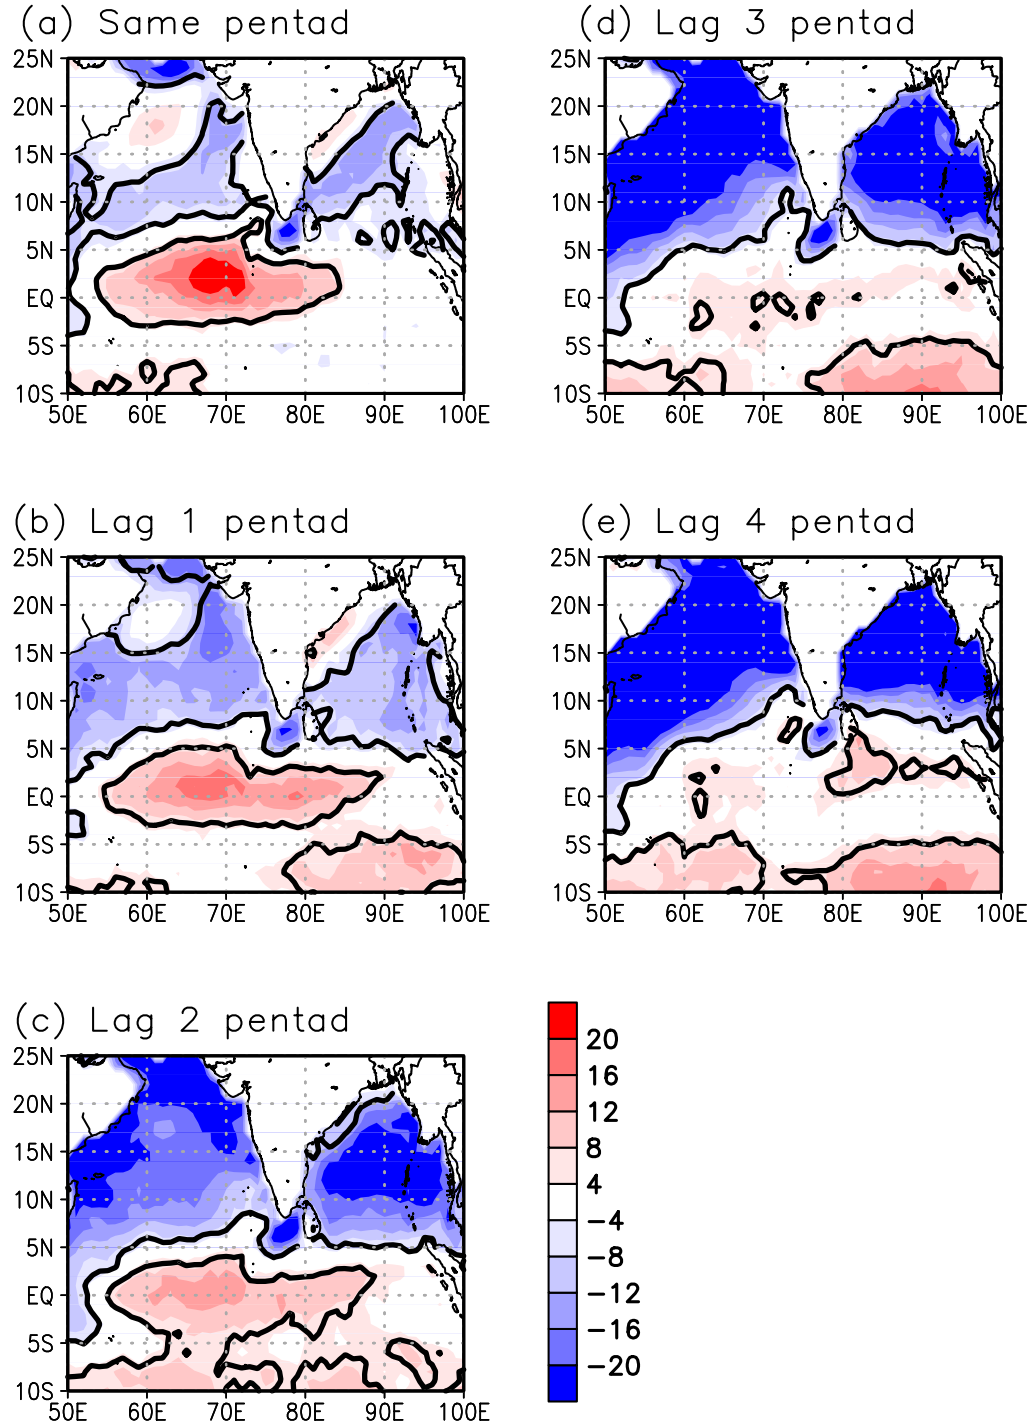 (a) Same pentad
25N
20N
15N
10N
5N
EQ
5S
10S
50E 60E 70E 80E 90E 100E
(b) Lag 1 pentad
25N
20N
15N
10N
5N
EQ
5S
10S
50E 60E 70E 80E 90E 100E
(c) Lag 2 pentad
25N
20N
15N
10N
5N
EQ
5S
10S
50E 60E 70E 80E 90E 100E
(d) Lag 3 pentad
25N
20N
15N
10N
5N
EQ
5S
10S
50E 60E 70E 80E 90E 100E
(e) Lag 4 pentad
25N
20N
15N
10N
5N
EQ
5S
10S
50E 60E 70E 80E 90E 100E
20
16
12
8
4
−4
−8
−12
−16
−20